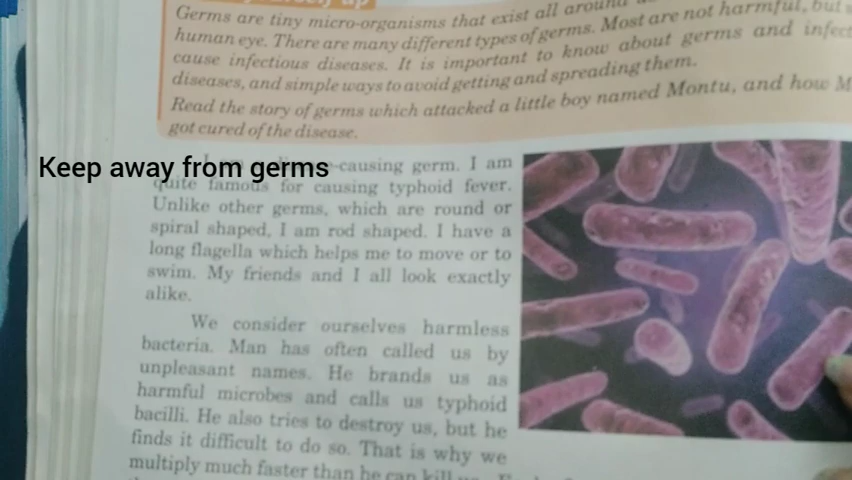 Germs are tiny micro-organisms that exist all around
human eye. There are many different types of germs. Most are not harmful, but
cause infectious diseases. It is important to know about germs and infect
diseases, and simple ways to avoid getting and spreading them.
Read the story of germs which attacked a little boy named Montu, and how M
got cured of the disease.
Keep away from germs
-causing germ. I am
quite famous for causing typhoid fever.
Unlike other germs, which are round or
spiral shaped, I am rod shaped. I have a
long flagella which helps me to move or to
swim. My friends and I all look exactly
alike.
We consider ourselves harmless
bacteria. Man has often called us by
unpleasant names. He brands us as
harmful microbes and calls us typhoid
bacilli. He also tries to destroy us, but he
finds it difficult to do so. That is why we
multiply much faster than he can kill us.